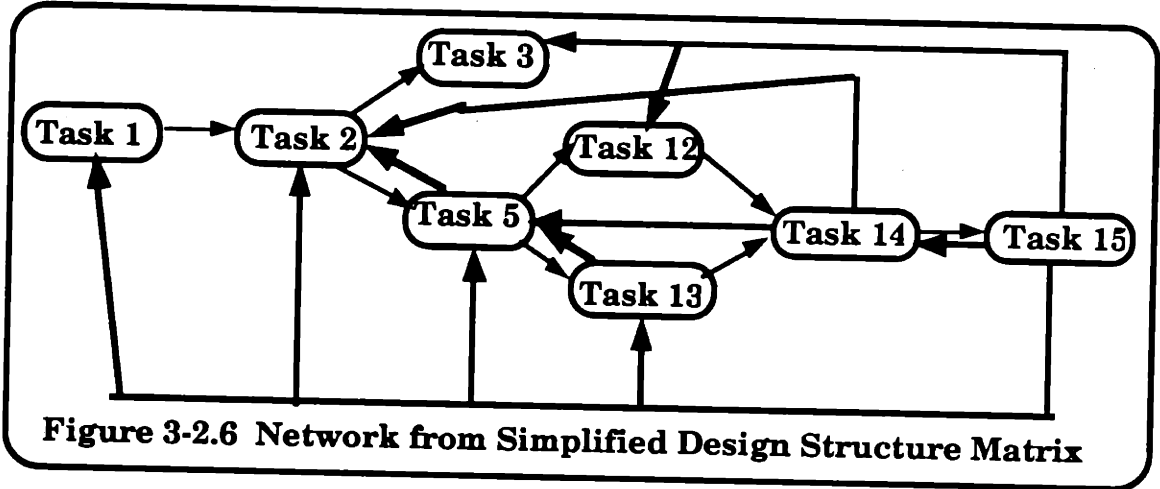 Task 3
Task 1
Task 2
Task 12
Task 5
Task 14
Task 15
Task 13
Figure 3-2.6 Network from Simplified Design Structure Matrix